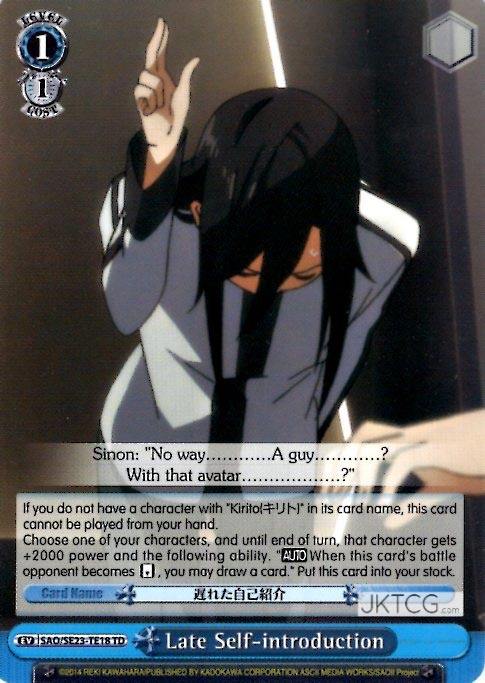 LEVEL
1
1
COST
Sinon: "No way…………A guy…………?
With that avatar………………?"
If you do not have a character with "Kirito(キリト)" in its card name, this card
cannot be played from your hand.
Choose one of your characters, and until end of turn, that character gets
+2000 power and the following ability. "AUTO When this card's battle
opponent becomes [.], you may draw a card." Put this card into your stock.
Card Name 遅れた自己紹介
JKTCG.com
EV SAO/SE23-TE18 TD Late Self-introduction
©2014 REKI KAWAHARA/PUBLISHED BY KADOKAWA CORPORATION ASCII MEDIA WORKS/SAOII Project